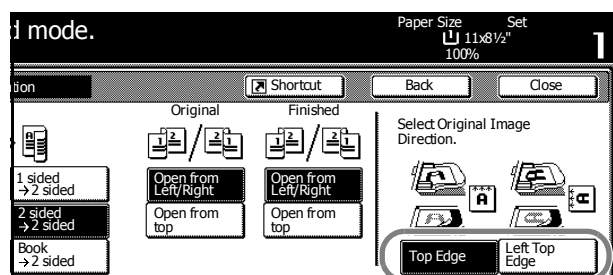 d mode.
Paper Size Set
11x8½"
100%
1
tion
Shortcut
Back
Close
Original
Finished
Select Original Image
Direction.
1 sided
→2 sided
2 sided
→2 sided
Book
→2 sided
Open from
Left/Right
Open from
top
Open from
Left/Right
Open from
top
Top Edge
Left Top
Edge